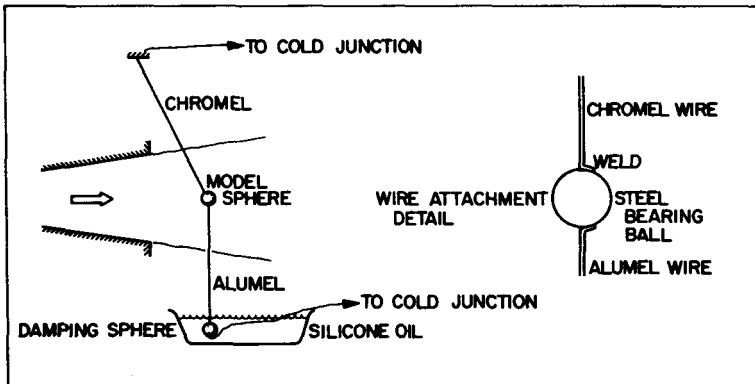 TO COLD JUNCTION
CHROMEL
MODEL
SPHERE
ALUMEL
TO COLD JUNCTION
DAMPING SPHERE
SILICONE OIL
CHROMEL WIRE
WELD
WIRE ATTACHMENT
DETAIL
STEEL
BEARING
BALL
ALUMEL WIRE